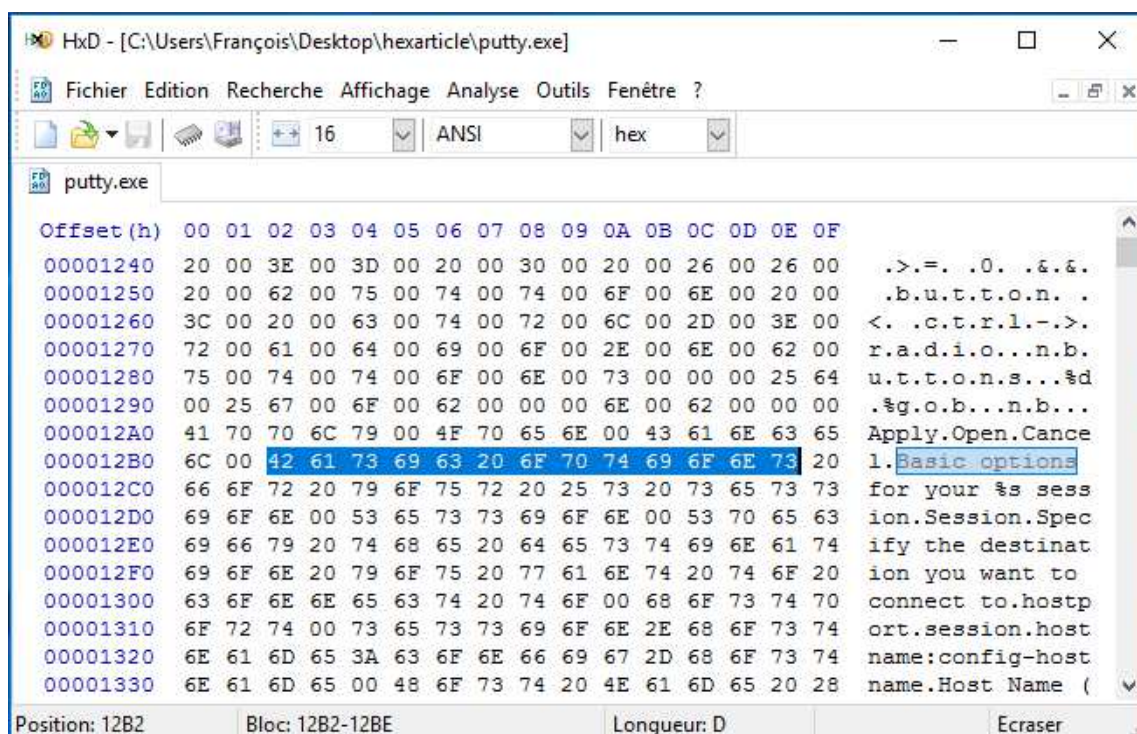 HxD - [C:\Users\François\Desktop\hexarticle\putty.exe]
Fichier Edition Recherche Affichage Analyse Outils Fenêtre ?
16 ANSI hex
putty.exe
Offset(h) 00 01 02 03 04 05 06 07 08 09 0A 0B 0C 0D 0E 0F
00001240 20 00 3E 00 3D 00 20 00 30 00 20 00 26 00 26 00 .>.=. .0. .&.&.
00001250 20 00 62 00 75 00 74 00 74 00 6F 00 6E 00 20 00 .b.u.t.t.o.n. .
00001260 3C 00 20 00 63 00 74 00 72 00 6C 00 2D 00 3E 00 <. .c.t.r.l.-.>.
00001270 72 00 61 00 64 00 69 00 6F 00 2E 00 6E 00 62 00 r.a.d.i.o...n.b.
00001280 75 00 74 00 74 00 6F 00 6E 00 73 00 00 00 25 64 u.t.t.o.n.s...%d
00001290 00 25 67 00 6F 00 62 00 00 00 6E 00 62 00 00 00 .%g.o.b...n.b...
000012A0 41 70 70 6C 79 00 4F 70 65 6E 00 43 61 6E 63 65 Apply.Open.Cance
000012B0 6C 00 42 61 73 69 63 20 6F 70 74 69 6F 6E 73 20 l.Basic options
000012C0 66 6F 72 20 79 6F 75 72 20 25 73 20 73 65 73 73 for your %s sess
000012D0 69 6F 6E 00 53 65 73 73 69 6F 6E 00 53 70 65 63 ion.Session.Spec
000012E0 69 66 79 20 74 68 65 20 64 65 73 74 69 6E 61 74 ify the destinat
000012F0 69 6F 6E 20 79 6F 75 20 77 61 6E 74 20 74 6F 20 ion you want to
00001300 63 6F 6E 6E 65 63 74 20 74 6F 00 68 6F 73 74 70 connect to.hostp
00001310 6F 72 74 00 73 65 73 73 69 6F 6E 2E 68 6F 73 74 ort.session.host
00001320 6E 61 6D 65 3A 63 6F 6E 66 69 67 2D 68 6F 73 74 name:config-host
00001330 6E 61 6D 65 00 48 6F 73 74 20 4E 61 6D 65 20 28 name.Host Name (
Position: 12B2 Bloc: 12B2-12BE Longueur: D Ecraser